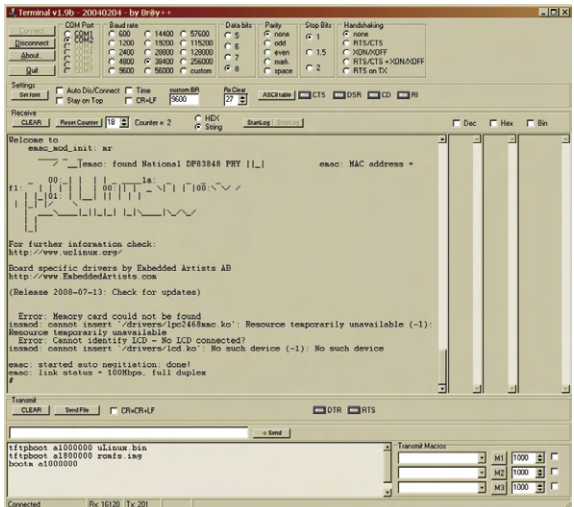 Terminal v1.9b - 20040204 - by Br@y++
Connect
Disconnect
About..
Quit
COM Port
COM1
COM2
Baud rate
600 14400 57600
1200 19200 115200
2400 28800 128000
4800 38400 256000
9600 56000 custom
Data bits
5
6
7
8
Parity
none
odd
even
mark
space
Stop Bits
1
1.5
2
Handshaking
none
RTS/CTS
XON/XOFF
RTS/CTS + XON/XOFF
RTS on TX
Settings
Set font
Auto Dis/Connect Time
Stay on Top CR=LF
custom BR
9600
Rx Clear
27
ASCII table
CTS DSR CD RI
Receive
CLEAR Reset Counter 18 Counter = 2
HEX
String
StartLog StopLog
Dec Hex Bin
Welcome to
emac_mod_init: mr
emac: found National DP83848 PHY emac: MAC address =
00: 1a:
f1: 00: 00:
01:
For further information check:
http://www.uclinux.org/
Board specific drivers by Embedded Artists AB
http://www.EmbeddedArtists.com
(Release 2008-07-13: Check for updates)
Error: Memory card could not be found
insmod: cannot insert '/drivers/lpc2468mmc.ko': Resource temporarily unavailable (-1):
Resource temporarily unavailable
Error: Cannot identify LCD - No LCD connected?
insmod: cannot insert '/drivers/lcd.ko': No such device (-1): No such device
emac: started auto negitiation: done!
emac: link status = 100Mbps, full duplex
#
Transmit
CLEAR Send File CR=CR+LF
DTR RTS
-> Send
tftpboot a1000000 uLinux.bin
tftpboot a1800000 romfs.img
bootm a1000000
Transmit Macros
M1 1000
M2 1000
M3 1000
Connected Rx: 16120 Tx: 201